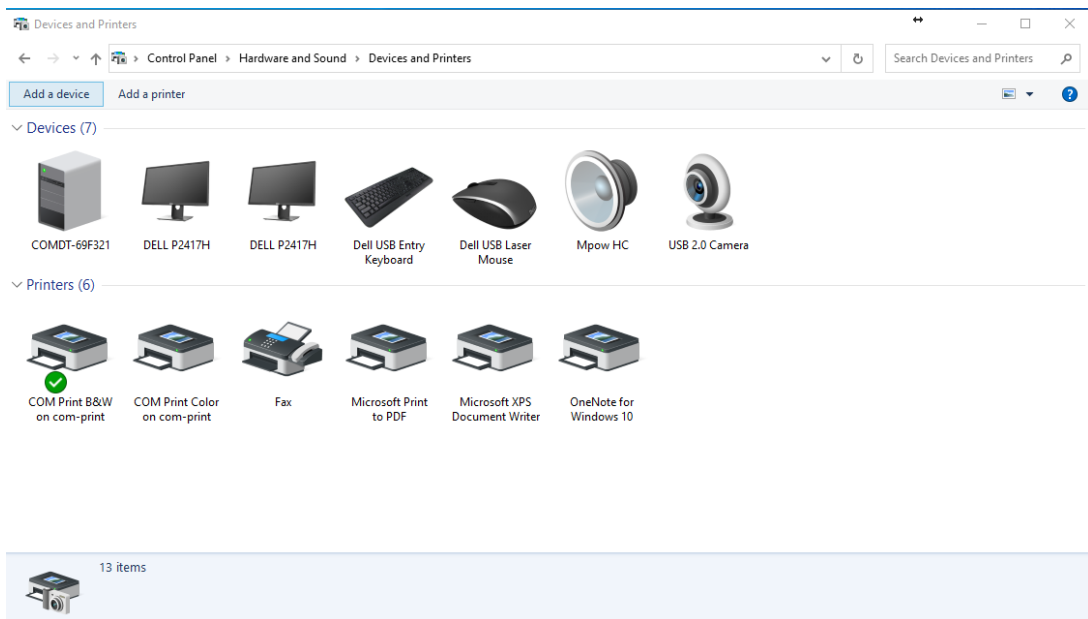 Devices and Printers
Control Panel > Hardware and Sound > Devices and Printers
Search Devices and Printers
Add a device
Add a printer
?
Devices (7)
COMDT-69F321
DELL P2417H
DELL P2417H
Dell USB Entry
Keyboard
Dell USB Laser
Mouse
Mpow HC
USB 2.0 Camera
Printers (6)
COM Print B&W
on com-print
COM Print Color
on com-print
Fax
Microsoft Print
to PDF
Microsoft XPS
Document Writer
OneNote for
Windows 10
13 items